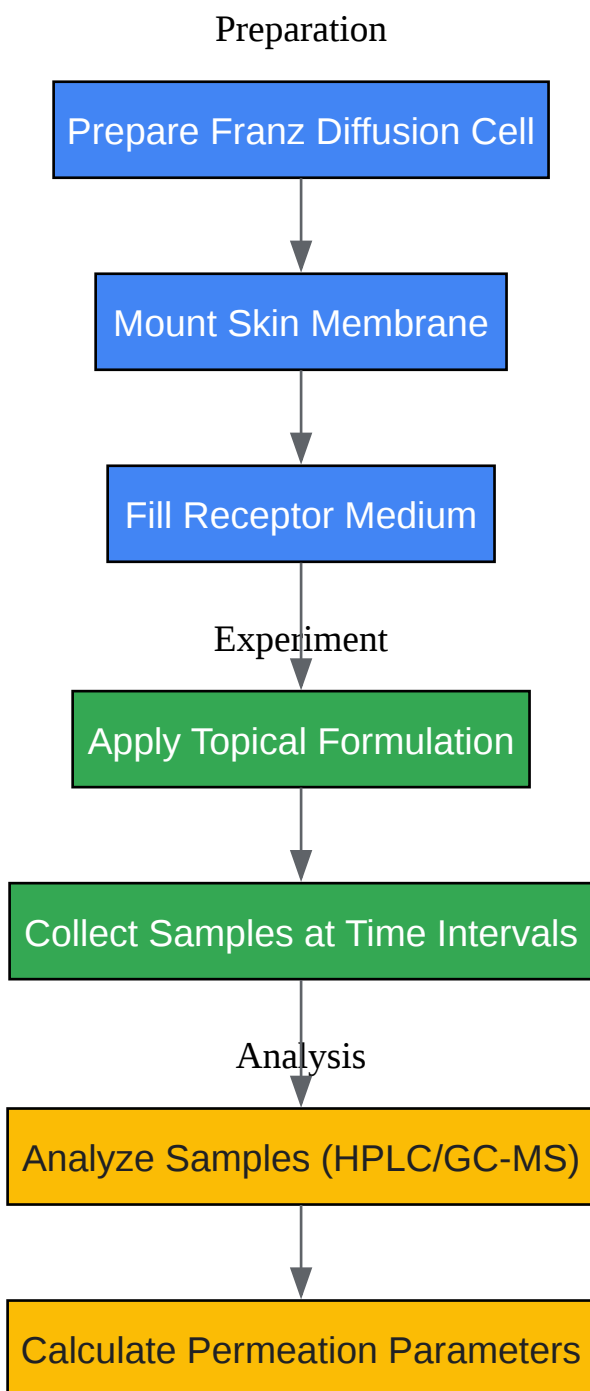 Preparation
Prepare Franz Diffusion Cell
Mount Skin Membrane
Fill Receptor Medium
Experiment
Apply Topical Formulation
Collect Samples at Time Intervals
Analysis
Analyze Samples (HPLC/GC-MS)
Calculate Permeation Parameters